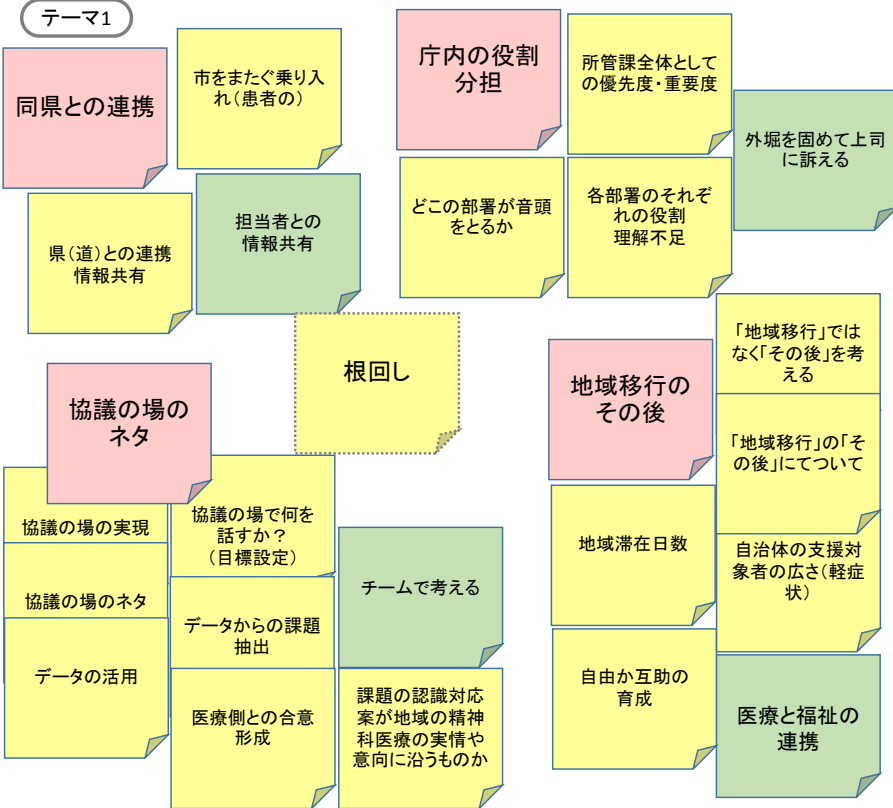 テーマ1
同県との連携
市をまたぐ乗り入
れ(患者の)
県(道)との連携
情報共有
担当者との
情報共有
庁内の役割
分担
所管課全体として
の優先度・重要度
外堀を固めて上司
に訴える
どこの部署が音頭
をとるか
各部署のそれぞ
れの役割
理解不足
根回し
協議の場の
ネタ
協議の場の実現
協議の場で何を
話すか?
(目標設定)
協議の場のネタ
データからの課題
抽出
チームで考える
データの活用
医療側との合意
形成
課題の認識対応
案が地域の精神
科医療の実情や
意向に沿うものか
地域移行の
その後
「地域移行」では
なく「その後」を考
える
「地域移行」の「そ
の後」にてついて
地域滞在日数
自治体の支援対
象者の広さ(軽症
状)
自由か互助の
育成
医療と福祉の
連携